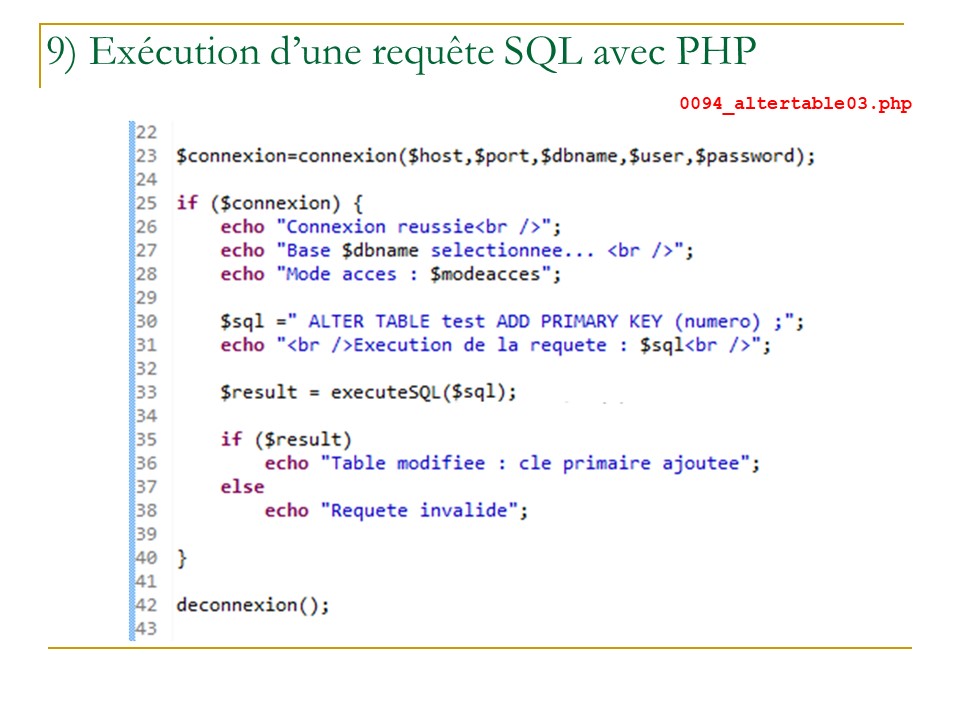 9) Exécution d’une requête SQL avec PHP
0094_altertable03.php
22
23 $connexion=connexion($host,$port,$dbname,$user,$password);
24
25 if ($connexion) {
26 echo "Connexion reussie<br />";
27 echo "Base $dbname selectionnee... <br />";
28 echo "Mode acces : $modeacces";
29
30 $sql =" ALTER TABLE test ADD PRIMARY KEY (numero) ;";
31 echo "<br />Execution de la requete : $sql<br />";
32
33 $result = executeSQL($sql);
34
35 if ($result)
36 echo "Table modifiee : cle primaire ajoutee";
37 else
38 echo "Requete invalide";
39
40 }
41
42 deconnexion();
43